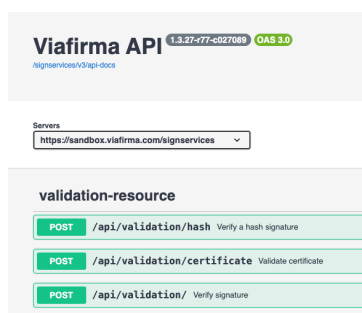 Viafirma API 1.3.27-r77-c027089 OAS 3.0
/signservices/v3/api-docs
Servers
https://sandbox.viafirma.com/signservices
validation-resource
POST /api/validation/hash Verify a hash signature
POST /api/validation/certificate Validate certificate
POST /api/validation/ Verify signature